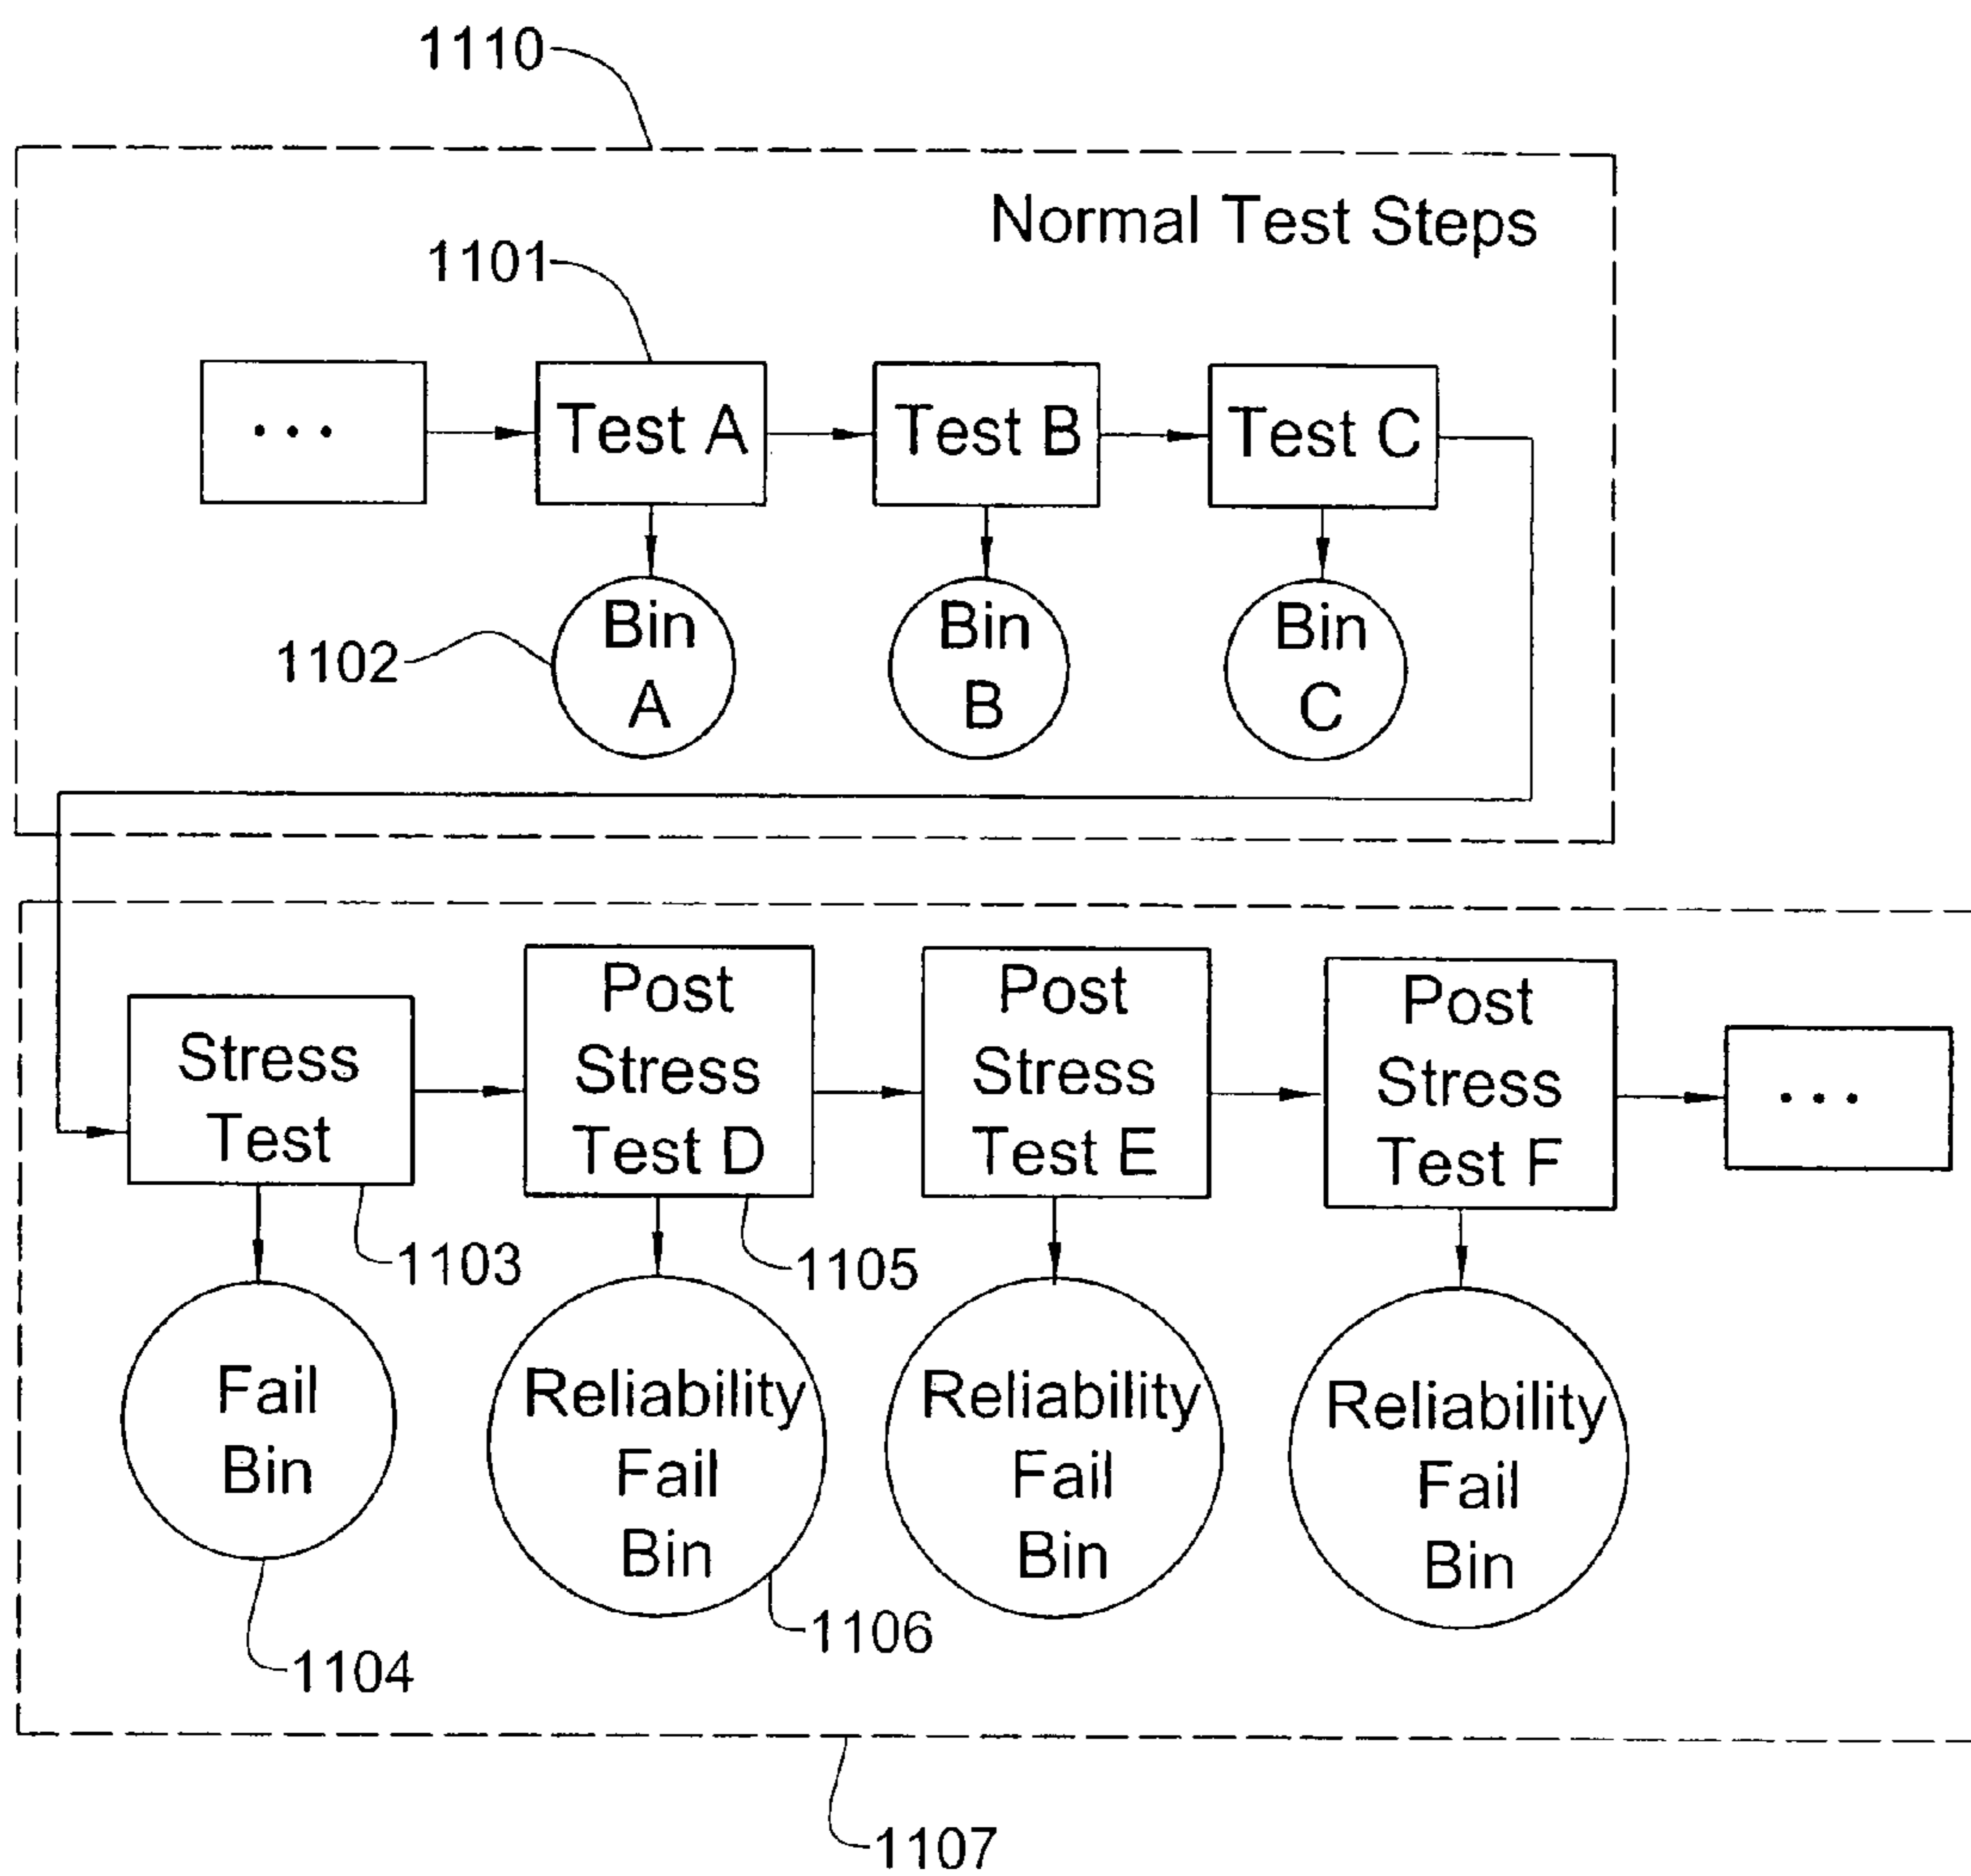 1110
Normal Test Steps
1101
...
Test A
Test B
Test C
Bin
A
Bin
B
Bin
C
1102
Stress
Test
Post
Stress
Test D
Post
Stress
Test E
Post
Stress
Test F
...
1103
1105
Fail
Bin
Reliability
Fail
Bin
Reliability
Fail
Bin
Reliability
Fail
Bin
1106
1104
1107